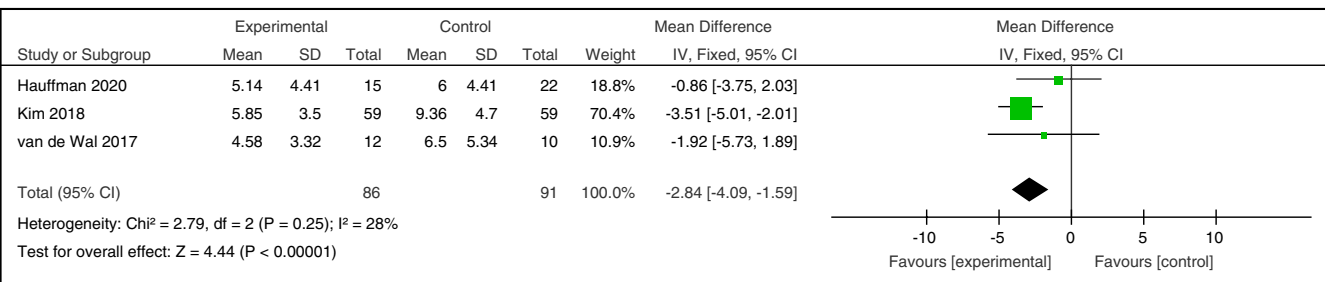 Experimental Control Mean Difference Mean Difference
Study or Subgroup Mean SD Total Mean SD Total Weight IV, Fixed, 95% CI IV, Fixed, 95% CI
Hauffman 2020 5.14 4.41 15 6 4.41 22 18.8% -0.86 [-3.75, 2.03]
Kim 2018 5.85 3.5 59 9.36 4.7 59 70.4% -3.51 [-5.01, -2.01]
van de Wal 2017 4.58 3.32 12 6.5 5.34 10 10.9% -1.92 [-5.73, 1.89]
Total (95% CI) 86 91 100.0% -2.84 [-4.09, -1.59]
Heterogeneity: Chi² = 2.79, df = 2 (P = 0.25); I² = 28%
Test for overall effect: Z = 4.44 (P < 0.00001)
-10 -5 0 5 10
Favours [experimental] Favours [control]